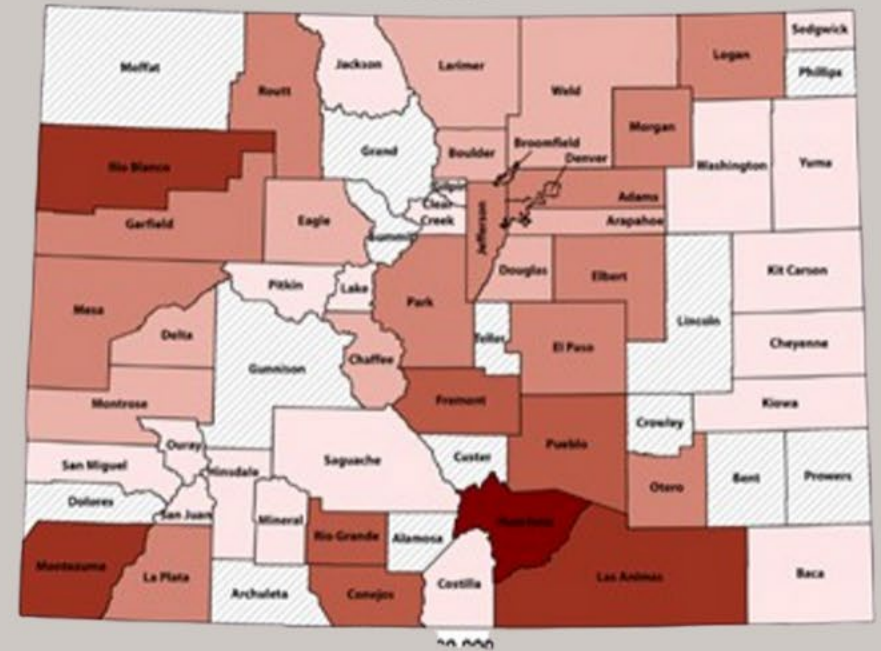 Sedgwick
Moffat
Jackson
Larimer
Logan
Phillips
Routt
Weld
Morgan
Broomfield
Grand
Boulder
Denver
Rio Blanco
Washington
Yuma
Gilpin
Clear
Creek
Adams
Garfield
Eagle
Jefferson
Arapahoe
Summit
Douglas
Elbert
Kit Carson
Pitkin
Lake
Park
Mesa
Lincoln
Delta
Teller
El Paso
Cheyenne
Gunnison
Chaffee
Montrose
Fremont
Kiowa
Crowley
Ouray
Pueblo
San Miguel
Hinsdale
Saguache
Custer
Otero
Bent
Prowers
Dolores
San Juan
Mineral
Rio Grande
Alamosa
Montezuma
La Plata
Archuleta
Conejos
Costilla
Las Animas
Baca